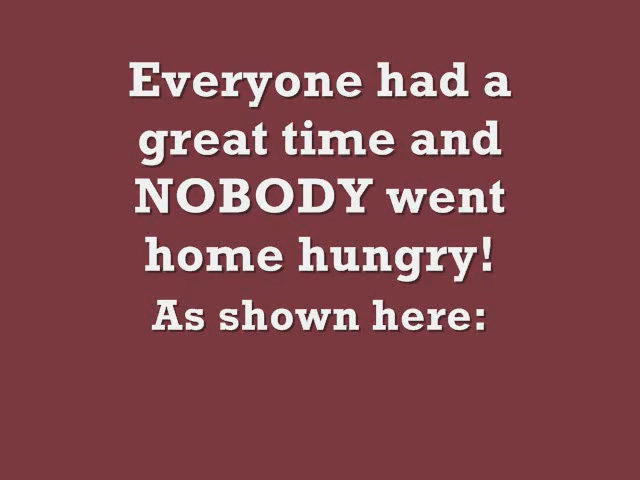 Everyone had a
great time and
NOBODY went
home hungry!
As shown here: